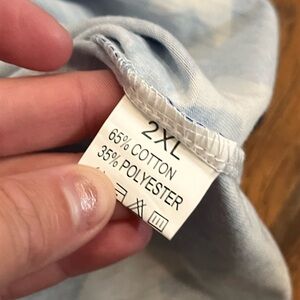 2XL
65% COTTON
35% POLYESTER